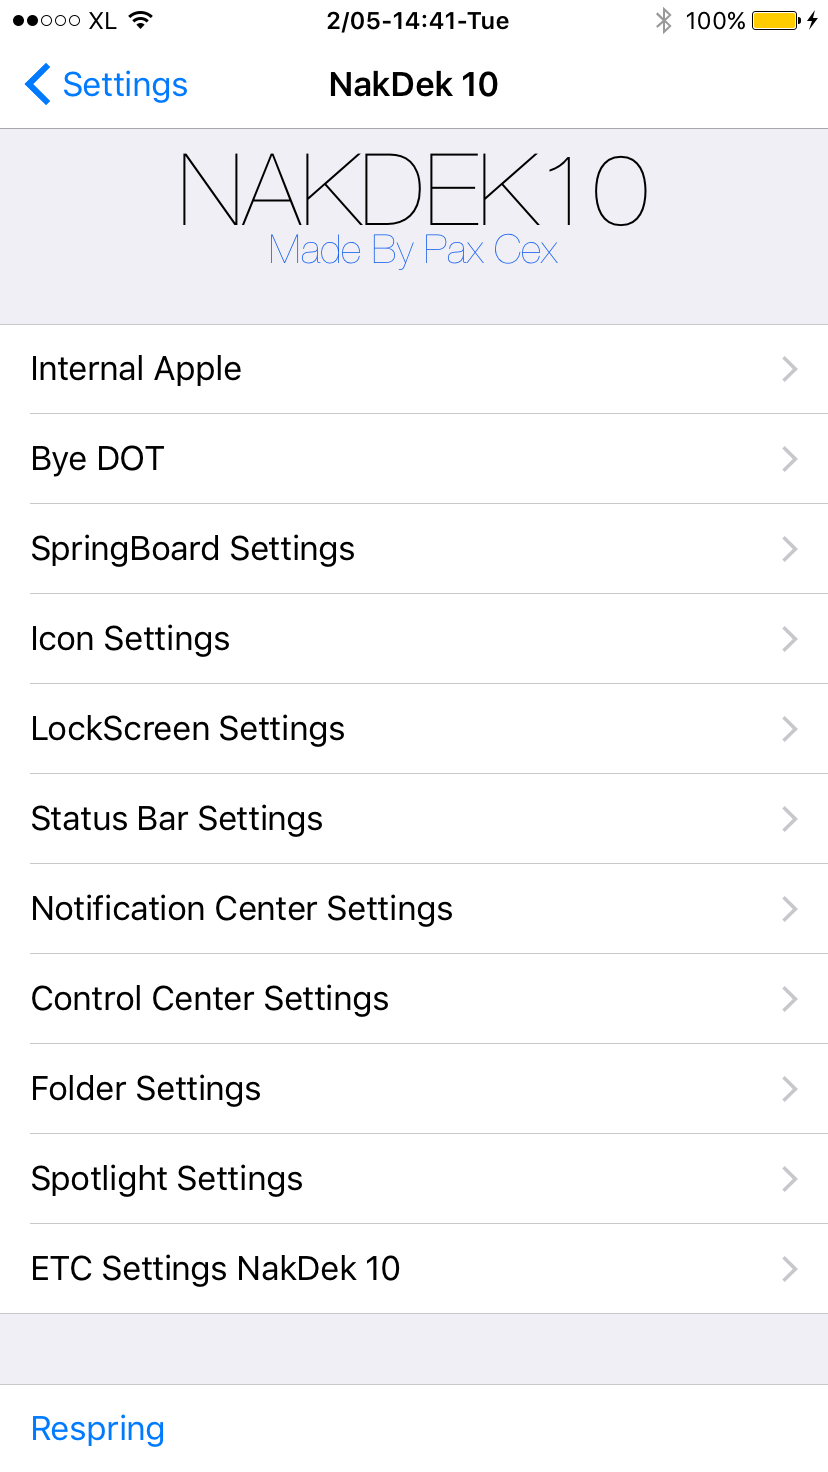 XL 2/05-14:41-Tue 100%
Settings NakDek 10
NAKDEK10
Made By Pax Cex
Internal Apple
Bye DOT
SpringBoard Settings
Icon Settings
LockScreen Settings
Status Bar Settings
Notification Center Settings
Control Center Settings
Folder Settings
Spotlight Settings
ETC Settings NakDek 10
Respring